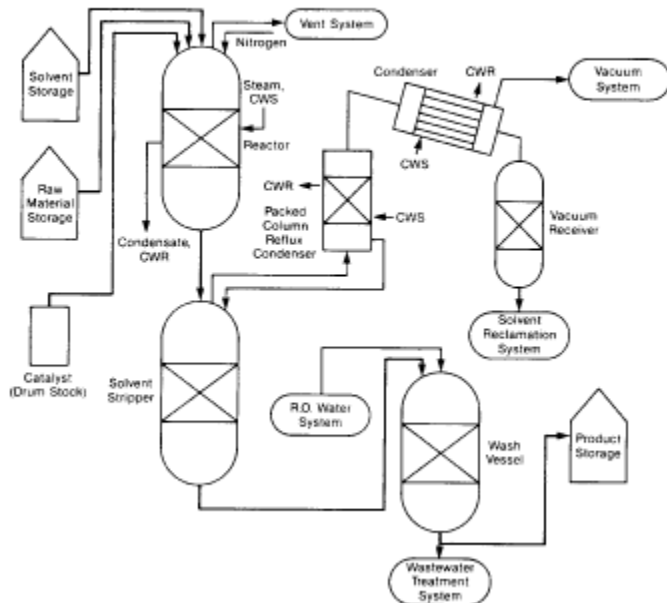 Vent System
Nitrogen
Solvent
Storage
Steam,
CWS
Reactor
Raw
Material
Storage
Condensate,
CWR
Catalyst
(Drum Stock)
Condenser
CWR
CWS
Vacuum
System
CWR
CWS
Packed
Column
Reflux
Condenser
Vacuum
Receiver
Solvent
Reclamation
System
Solvent
Stripper
R.O. Water
System
Wash
Vessel
Product
Storage
Wastewater
Treatment
System